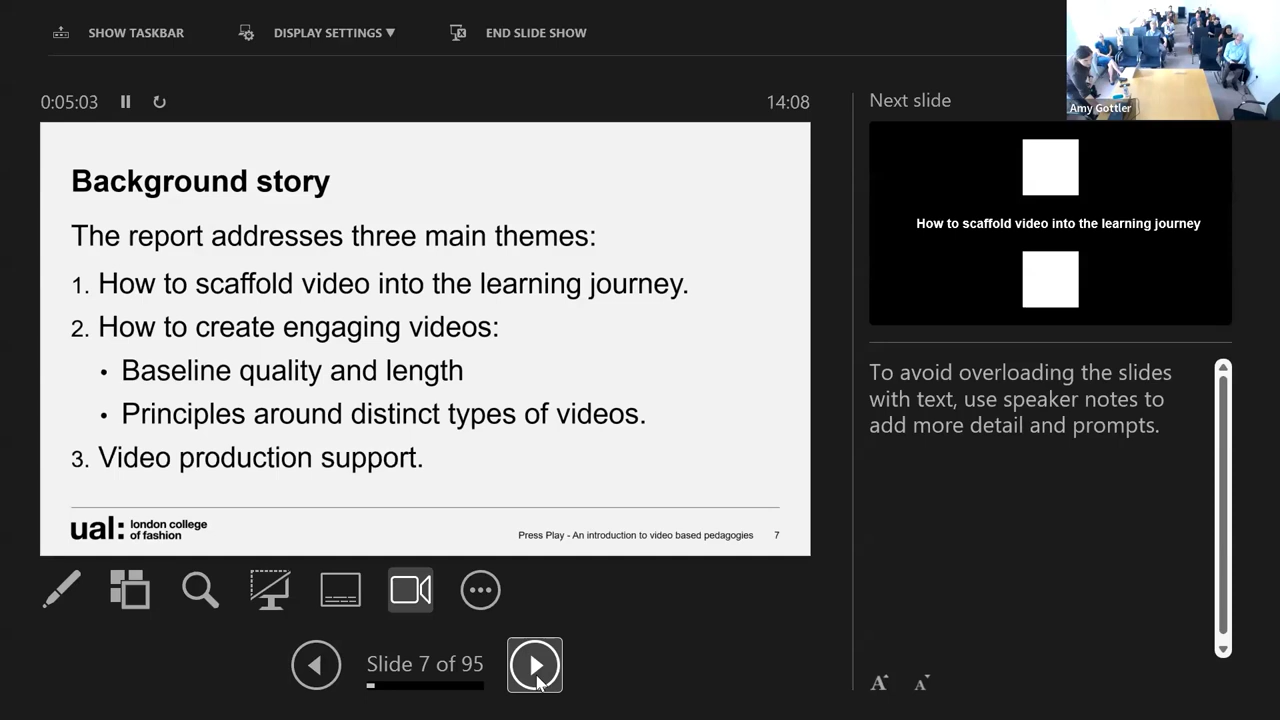 SHOW TASKBAR
DISPLAY SETTINGS ▼
END SLIDE SHOW
Amy Gottler
0:05:03
14:08
Background story
The report addresses three main themes:
1. How to scaffold video into the learning journey.
2. How to create engaging videos:
• Baseline quality and length
• Principles around distinct types of videos.
3. Video production support.
ual: london college
of fashion
Press Play - An introduction to video based pedagogies 7
Slide 7 of 95
Next slide
How to scaffold video into the learning journey
To avoid overloading the slides
with text, use speaker notes to
add more detail and prompts.
A A